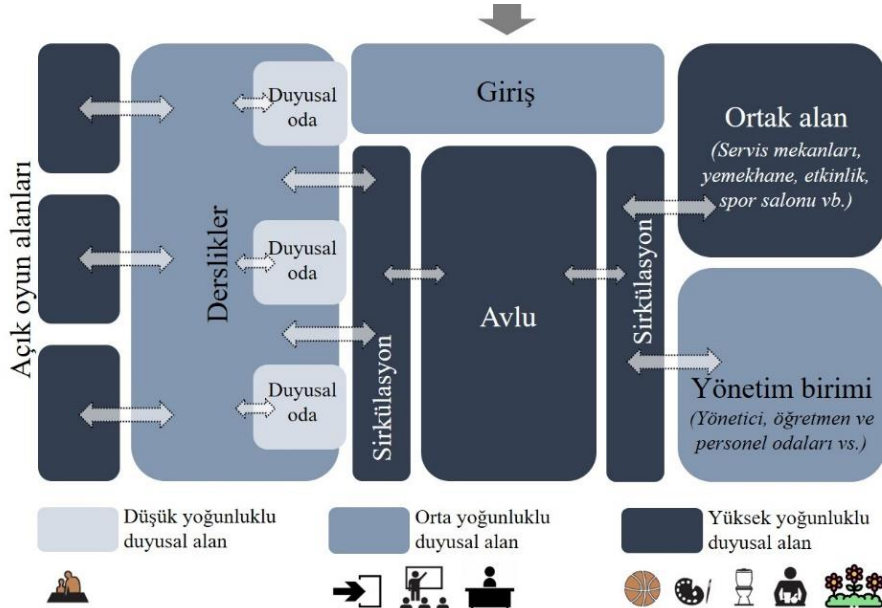 Açık oyun alanları
Derslikler
Duyusal
oda
Duyusal
oda
Duyusal
oda
Giriş
Sirkülasyon
Avlu
Sirkülasyon
Ortak alan
(Servis mekanları,
yemekhane, etkinlik,
spor salonu vb.)
Yönetim birimi
(Yönetici, öğretmen ve
personel odaları vs.)
Düşük yoğunluklu
duyusal alan
Orta yoğunluklu
duyusal alan
Yüksek yoğunluklu
duyusal alan